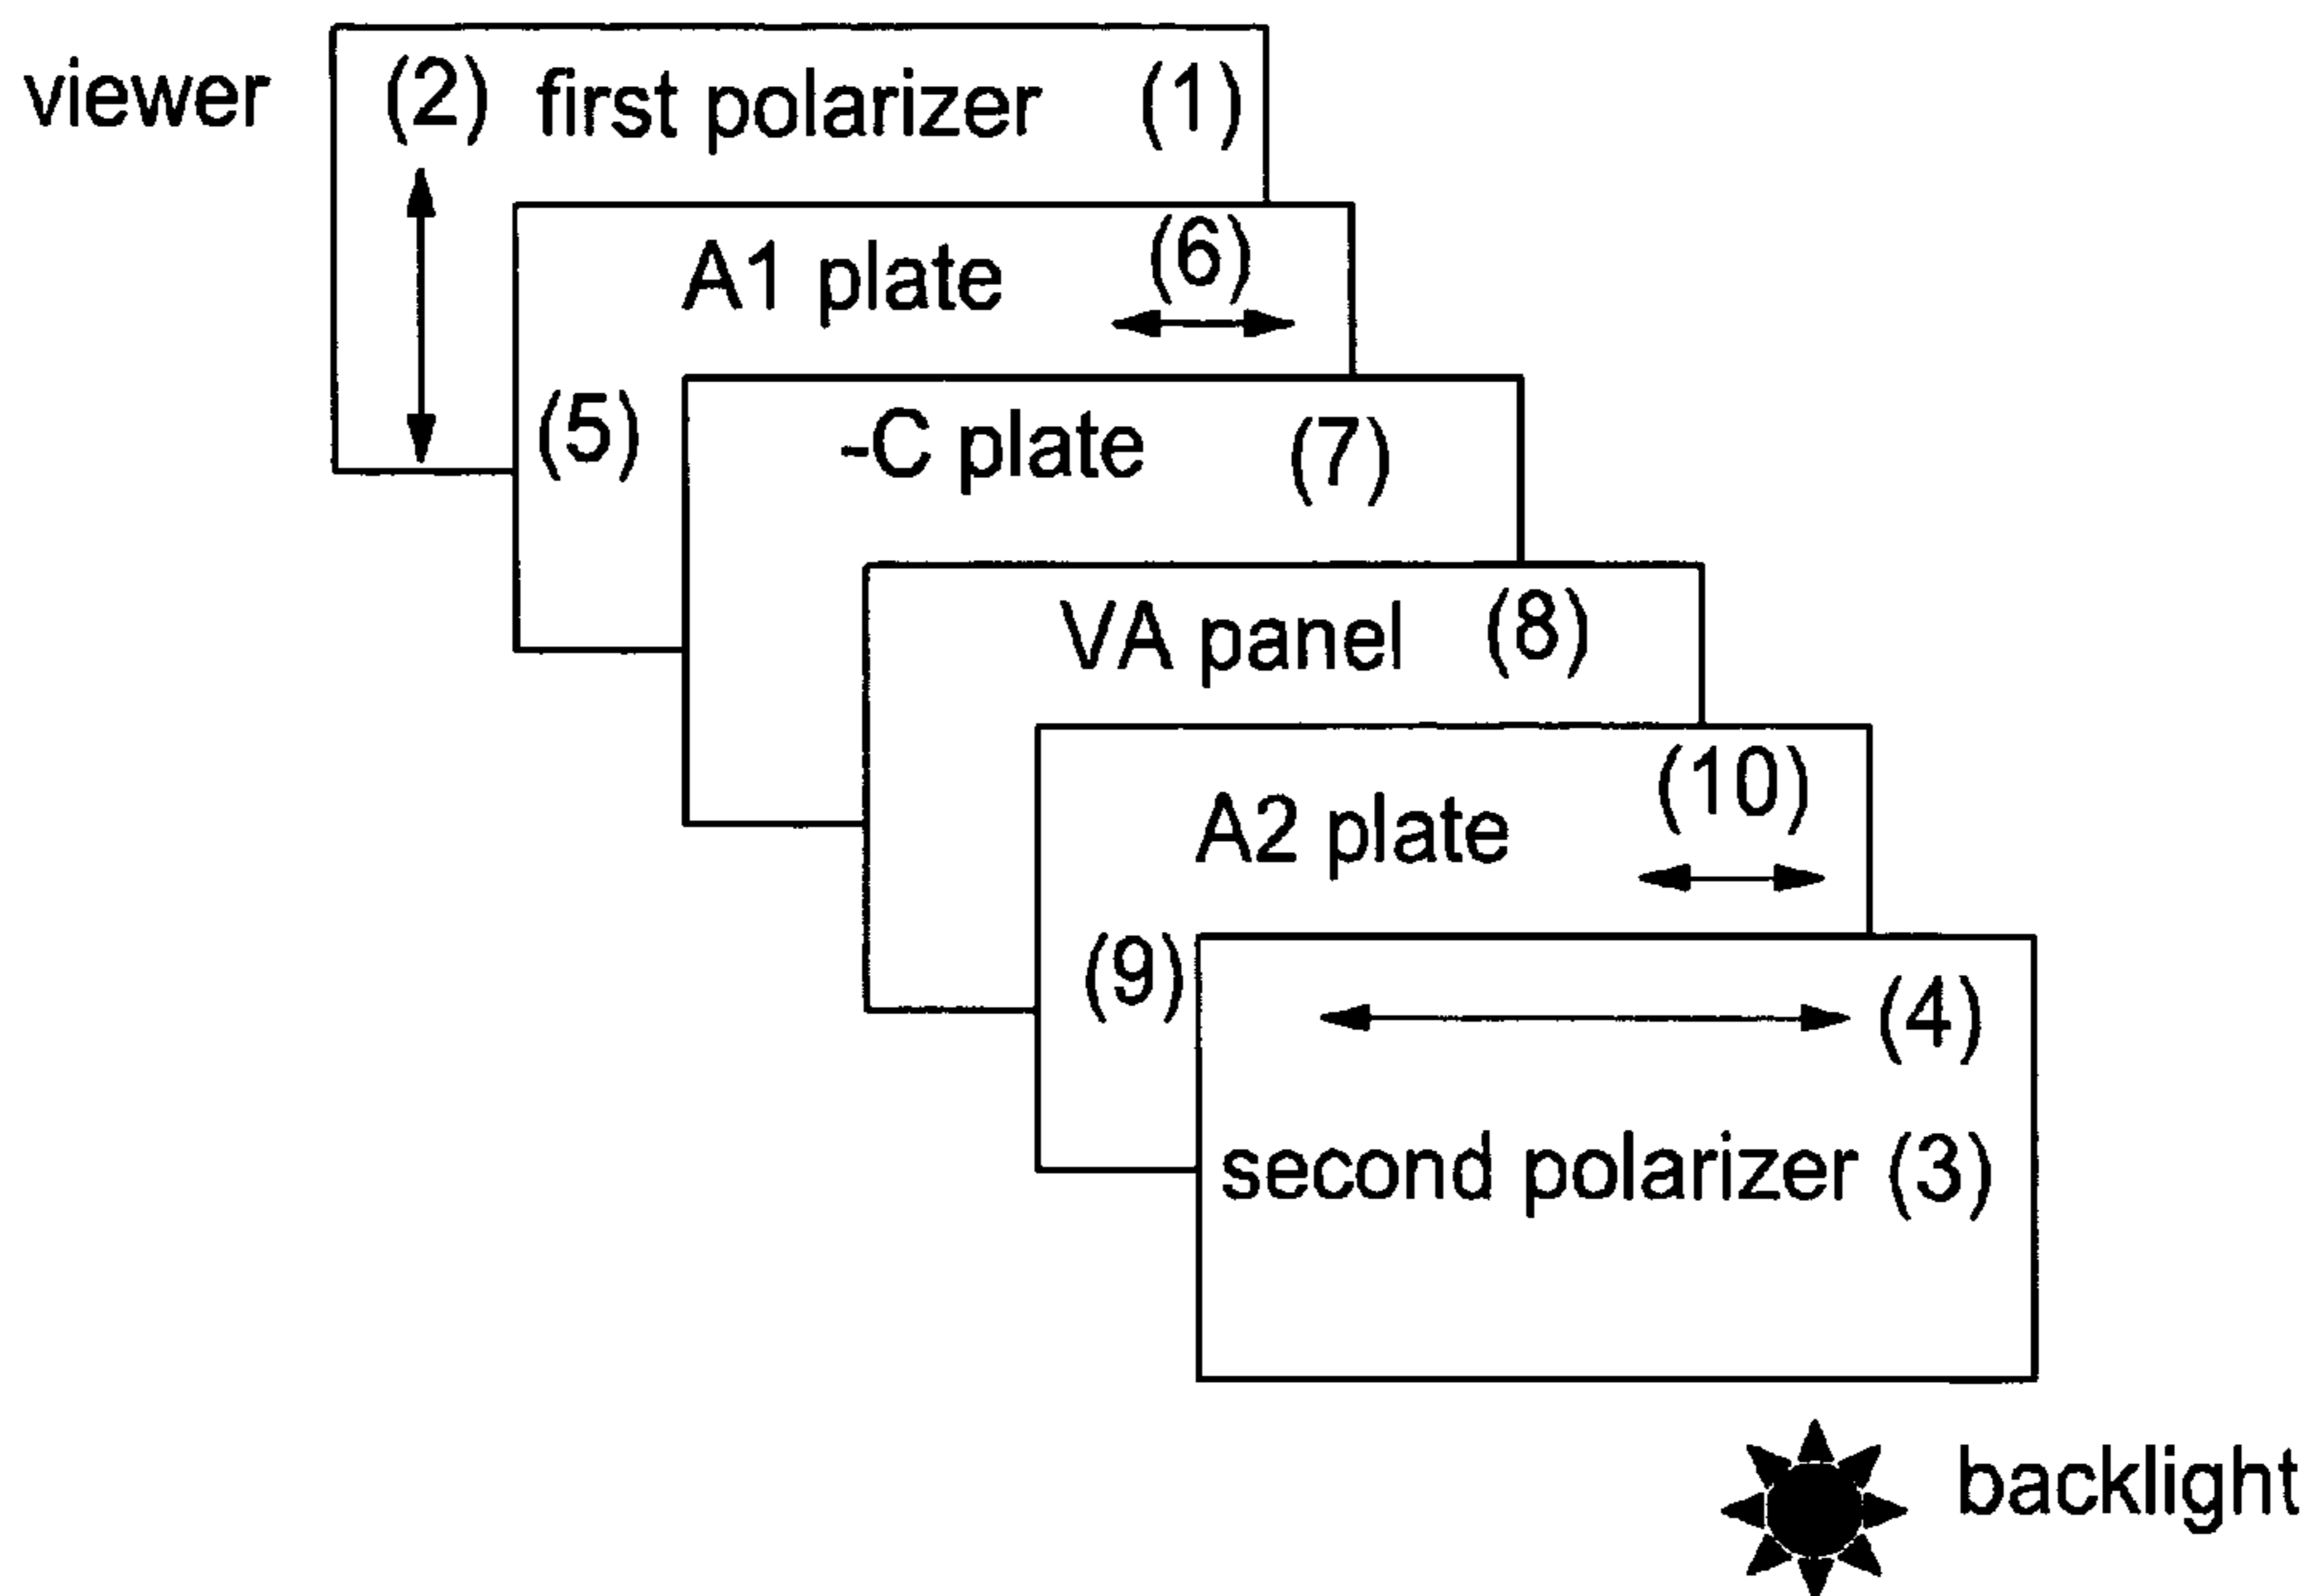 viewer (2) first polarizer (1)
A1 plate (6)
(5) -C plate (7)
VA panel (8)
A2 plate (10)
(9) (4)
second polarizer (3)
backlight